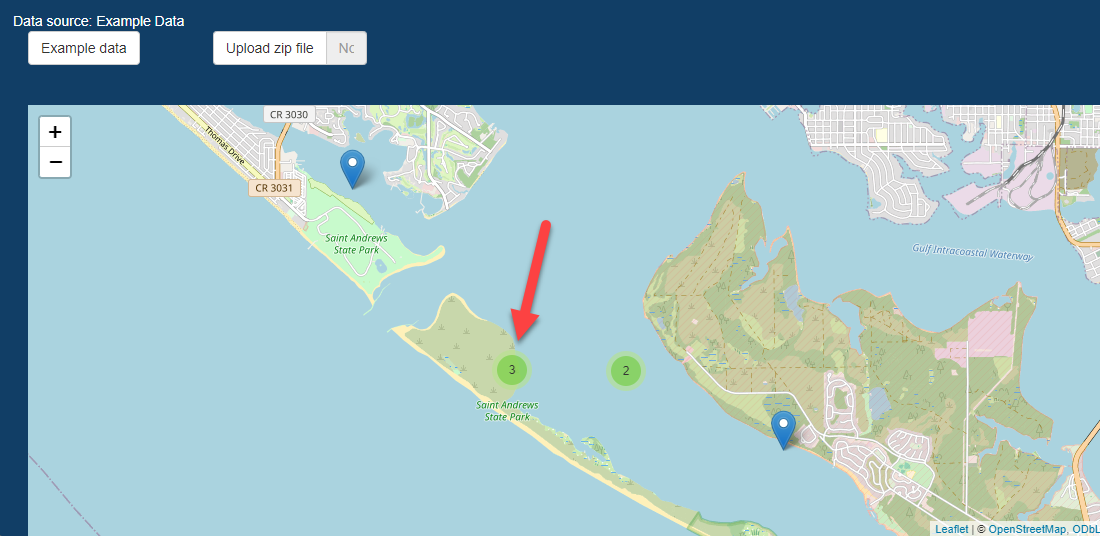 Data source: Example Data
Example data
Upload zip file
No
+
−
CR 3030
Thomas Drive
CR 3031
Saint Andrews
State Park
Gulf Intracoastal Waterway
3
2
Saint Andrews
State Park
Leaflet | © OpenStreetMap, ODbL